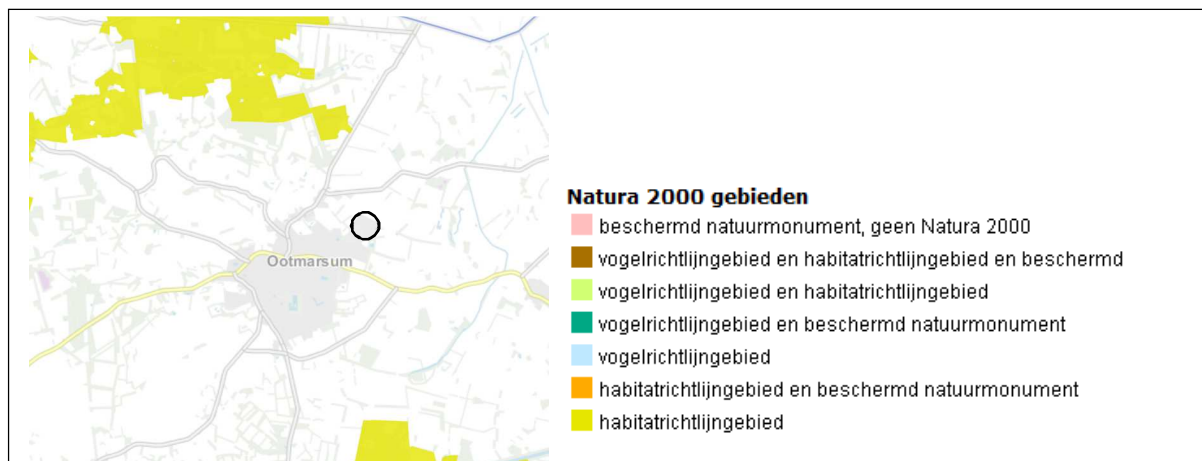 Ootmarsum
Natura 2000 gebieden
beschermd natuurmonument, geen Natura 2000
vogelrichtlijngebied en habitatrichtlijngebied en beschermd
vogelrichtlijngebied en habitatrichtlijngebied
vogelrichtlijngebied en beschermd natuurmonument
vogelrichtlijngebied
habitatrichtlijngebied en beschermd natuurmonument
habitatrichtlijngebied